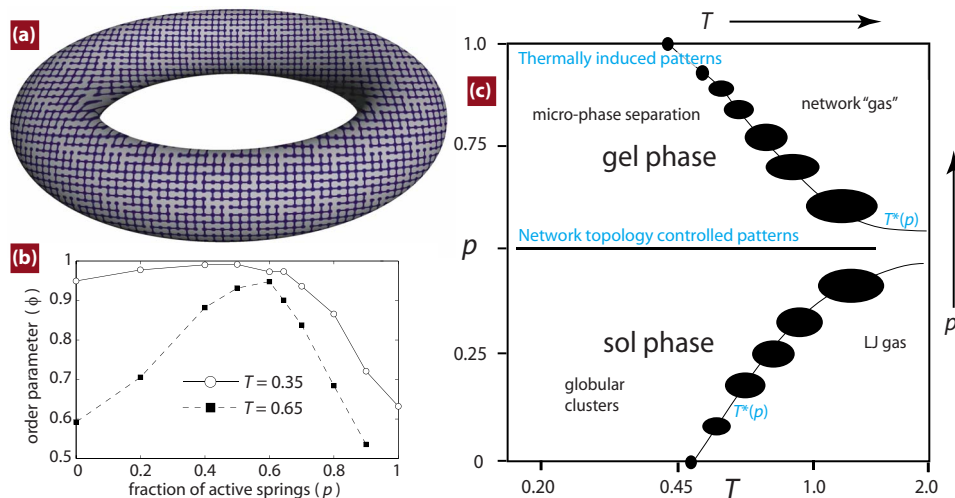 (a)
(b)
order parameter (ϕ)
1
0.9
0.8
0.7
0.6
0.5
0
0.2
0.4
0.6
0.8
1
T = 0.35
T = 0.65
fraction of active springs (p)
(c)
T
1.0
0.75
p
0.25
0
Thermally induced patterns
micro-phase separation
network "gas"
gel phase
T*(p)
Network topology controlled patterns
sol phase
LJ gas
globular
clusters
T*(p)
p
0.20
0.45
T
1.0
2.0